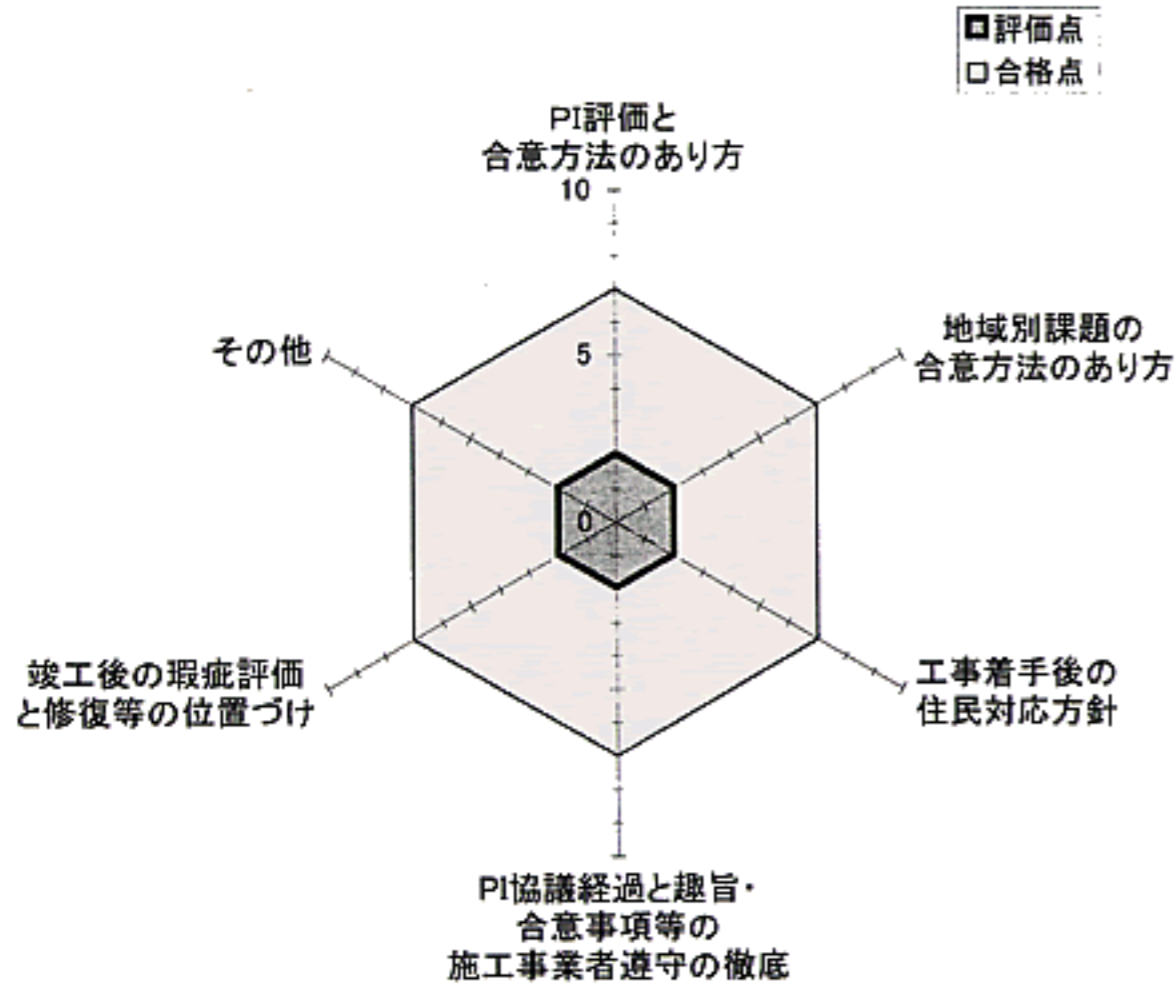 評価点
合格点
PI評価と
合意方法のあり方
10
地域別課題の
合意方法のあり方
その他
5
0
竣工後の瑕疵評価
と修復等の位置づけ
工事着手後の
住民対応方針
PI協議経過と趣旨・
合意事項等の
施工事業者遵守の徹底